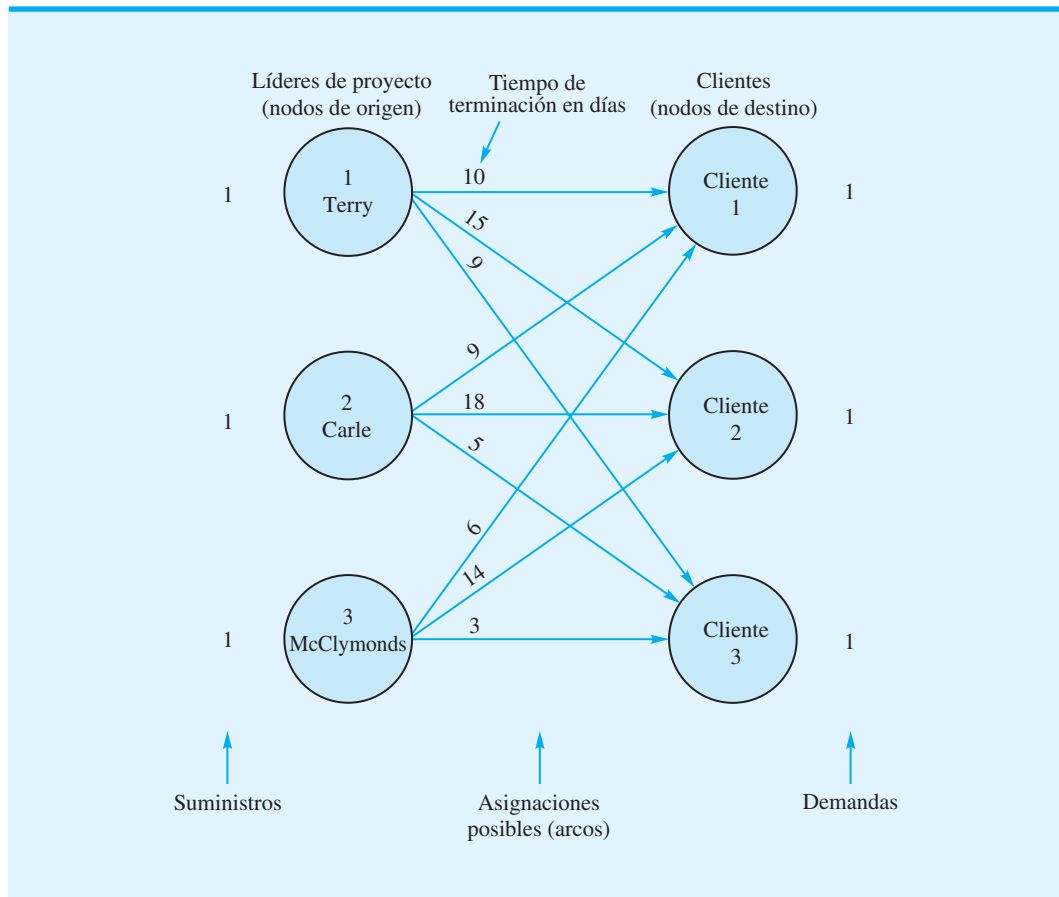 Líderes de proyecto
(nodos de origen)
Tiempo de
terminación en días
Clientes
(nodos de destino)
1
1
Terry
10
15
9
Cliente
1
1
1
2
Carle
9
18
5
Cliente
2
1
1
3
McClymonds
6
14
3
Cliente
3
1
Suministros
Asignaciones
posibles (arcos)
Demandas